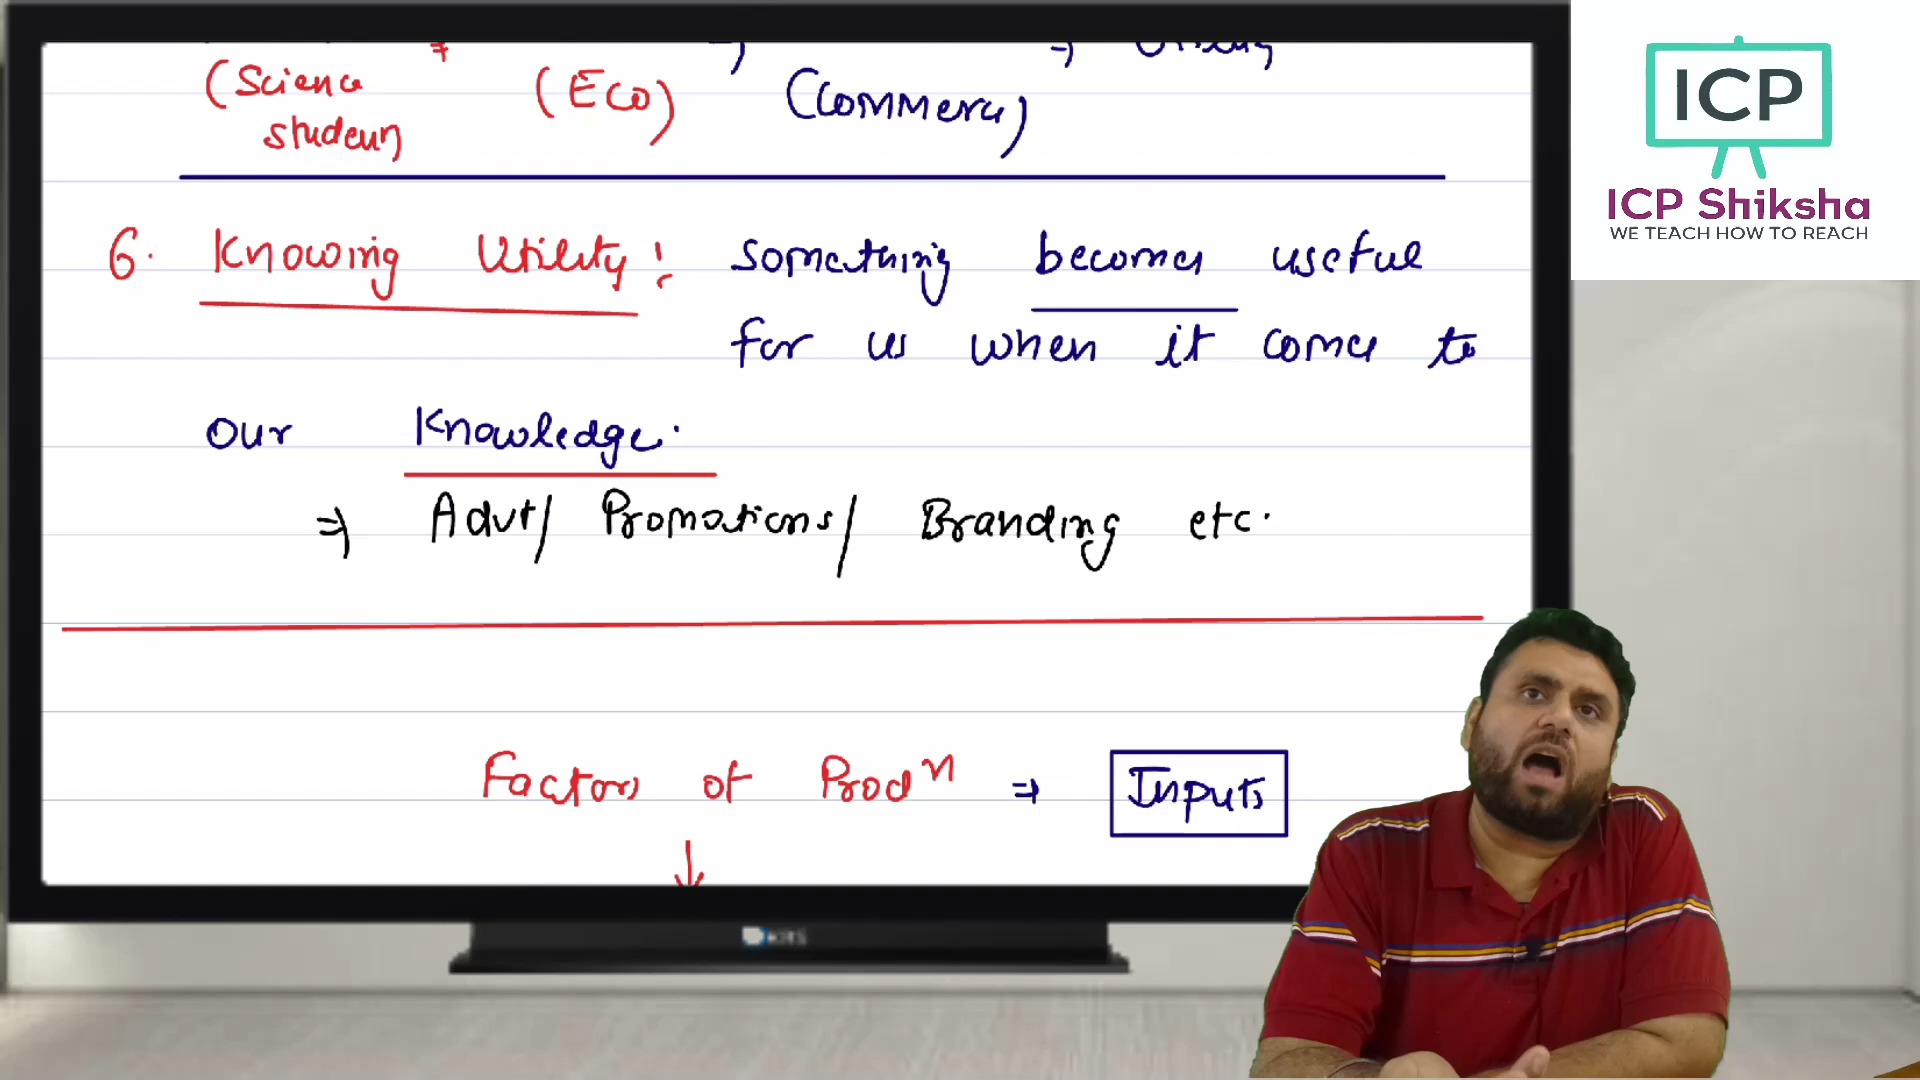 (Science (Eco) (Commerce)
student)
6. Knowing Utility: Something becomes useful
for us when it comes to
our Knowledge.
⇒ Advt/ Promotions/ Branding etc.
Factors of Prodn ⇒ Inputs
ICP
ICP Shiksha
WE TEACH HOW TO REACH